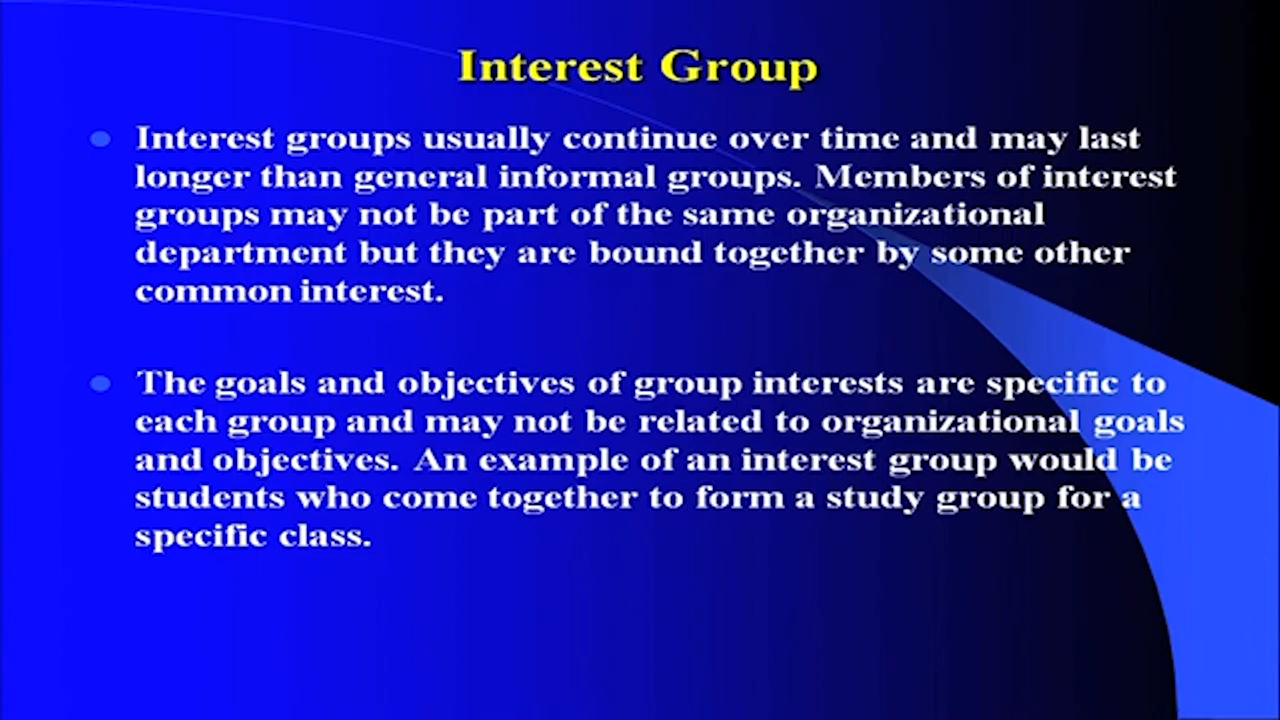 Interest Group
Interest groups usually continue over time and may last
longer than general informal groups. Members of interest
groups may not be part of the same organizational
department but they are bound together by some other
common interest.
The goals and objectives of group interests are specific to
each group and may not be related to organizational goals
and objectives. An example of an interest group would be
students who come together to form a study group for a
specific class.